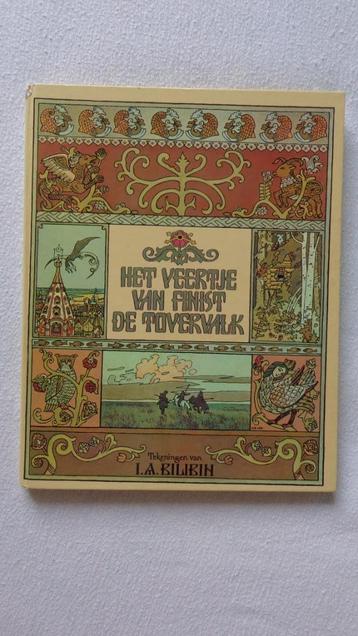 HET VEERTJE
VAN FINIST
DE TOVERVALK
Tekeningen van
I.A. BILIBIN